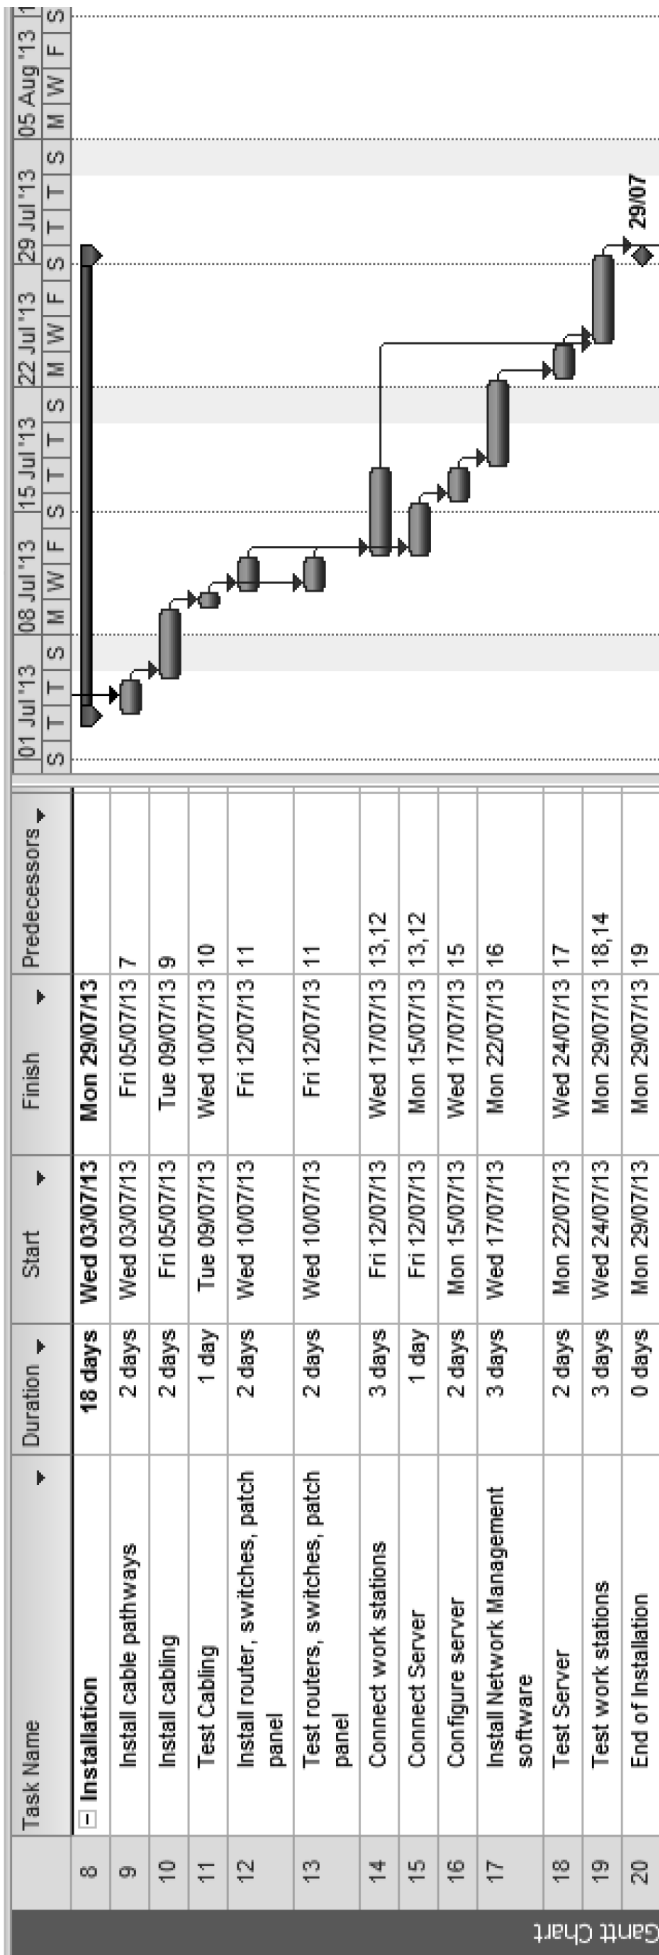 Task Name Duration Start Finish Predecessors
01 Jul '13 08 Jul '13 15 Jul '13 22 Jul '13 29 Jul '13 05 Aug '13 1
S T T S M W F S T T S M W F S T T S M W F S
8 Installation 18 days Wed 03/07/13 Mon 29/07/13
9 Install cable pathways 2 days Wed 03/07/13 Fri 05/07/13 7
10 Install cabling 2 days Fri 05/07/13 Tue 09/07/13 9
11 Test Cabling 1 day Tue 09/07/13 Wed 10/07/13 10
12 Install router, switches, patch 2 days Wed 10/07/13 Fri 12/07/13 11
panel
13 Test routers, switches, patch 2 days Wed 10/07/13 Fri 12/07/13 11
panel
14 Connect work stations 3 days Fri 12/07/13 Wed 17/07/13 13,12
15 Connect Server 1 day Fri 12/07/13 Mon 15/07/13 13,12
16 Configure server 2 days Mon 15/07/13 Wed 17/07/13 15
17 Install Network Management 3 days Wed 17/07/13 Mon 22/07/13 16
software
18 Test Server 2 days Mon 22/07/13 Wed 24/07/13 17
19 Test work stations 3 days Wed 24/07/13 Mon 29/07/13 18,14
20 End of Installation 0 days Mon 29/07/13 Mon 29/07/13 19
29/07
Gantt Chart